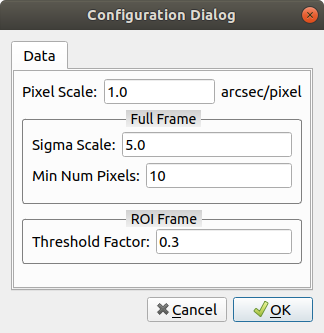 Configuration Dialog
Data
Pixel Scale: 1.0 arcsec/pixel
Full Frame
Sigma Scale: 5.0
Min Num Pixels: 10
ROI Frame
Threshold Factor: 0.3
Cancel OK